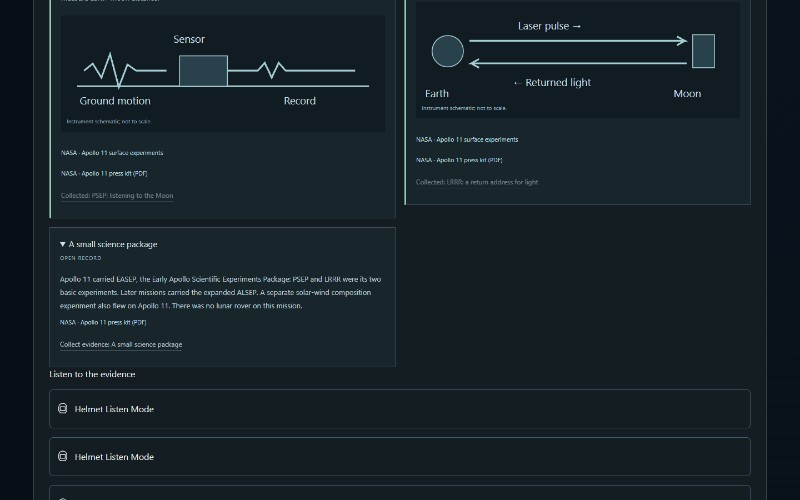 Sensor
Ground motion
Record
Instrument schematic; not to scale.
NASA · Apollo 11 surface experiments
NASA · Apollo 11 press kit (PDF)
Collected: PSEP: listening to the Moon
Laser pulse →
← Returned light
Earth
Moon
Instrument schematic; not to scale.
NASA · Apollo 11 surface experiments
NASA · Apollo 11 press kit (PDF)
Collected: LRRR: a return address for light
▼ A small science package
OPEN RECORD
Apollo 11 carried EASEP, the Early Apollo Scientific Experiments Package: PSEP and LRRR were its two
basic experiments. Later missions carried the expanded ALSEP. A separate solar-wind composition
experiment also flew on Apollo 11. There was no lunar rover on this mission.
NASA · Apollo 11 press kit (PDF)
Collect evidence: A small science package
Listen to the evidence
Helmet Listen Mode
Helmet Listen Mode